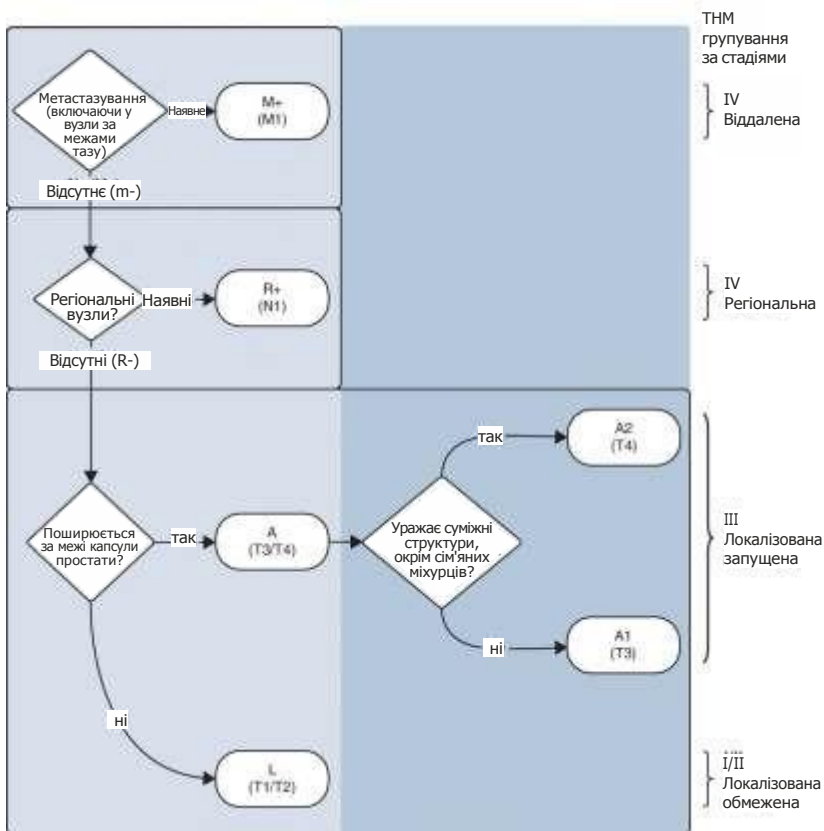 ТНМ
групування
за стадіями
Метастазування
(включаючи у
вузли за
межами
тазу)
Наявне
M+
(M1)
IV
Віддалена
Відсутнє (m-)
Регіональні
вузли?
Наявні
R+
(N1)
IV
Регіональна
Відсутні (R-)
так
A2
(T4)
Поширюється
за межі капсули
простати?
так
A
(T3/T4)
Уражає суміжні
структури,
окрім сім'яних
міхурців?
III
Локалізована
запущена
ні
A1
(T3)
ні
L
(T1/T2)
I/II
Локалізована
обмежена